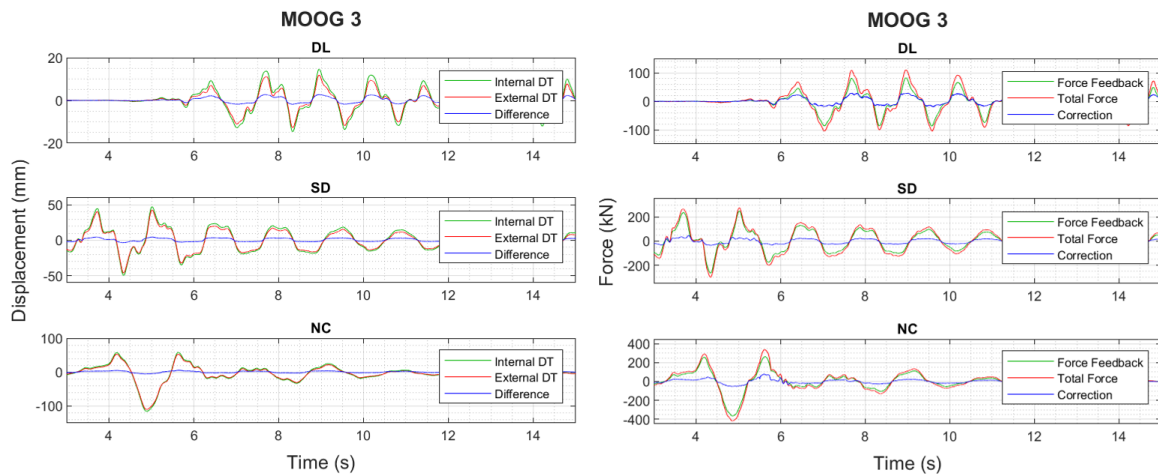 MOOG 3
DL
20
0
-20
Internal DT
External DT
Difference
4 6 8 10 12 14
SD
50
0
-50
Internal DT
External DT
Difference
4 6 8 10 12 14
NC
100
0
-100
Internal DT
External DT
Difference
4 6 8 10 12 14
Displacement (mm)
Time (s)
MOOG 3
DL
100
0
-100
Force Feedback
Total Force
Correction
4 6 8 10 12 14
SD
200
0
-200
Force Feedback
Total Force
Correction
4 6 8 10 12 14
NC
400
200
0
-200
-400
Force Feedback
Total Force
Correction
4 6 8 10 12 14
Force (kN)
Time (s)